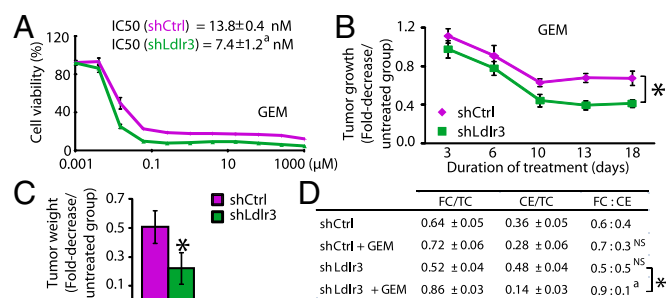 A
IC50 (shCtrl) = 13.8±0.4 nM
IC50 (shLdlr3) = 7.4±1.2ᵃ nM
Cell viability (%)
120
80
40
0
GEM
0.001 0.1 10 1000 (μM)
B
GEM
Tumor growth
(Fold-decrease/
untreated group)
1.2
0.8
0.4
0
shCtrl
shLdlr3
*
3 6 10 13 18
Duration of treatment (days)
C
Tumor weight
(Fold-decrease/
untreated group)
0.5
0.3
0.1
*
shCtrl
shLdlr3
D
FC/TC CE/TC FC : CE
shCtrl 0.64 ± 0.05 0.36 ± 0.05 0.6 : 0.4
shCtrl + GEM 0.72 ± 0.06 0.28 ± 0.06 0.7 : 0.3 NS
shLdlr3 0.52 ± 0.04 0.48 ± 0.04 0.5 : 0.5 NS
shLdlr3 + GEM 0.86 ± 0.03 0.14 ± 0.03 0.9 : 0.1 a
*